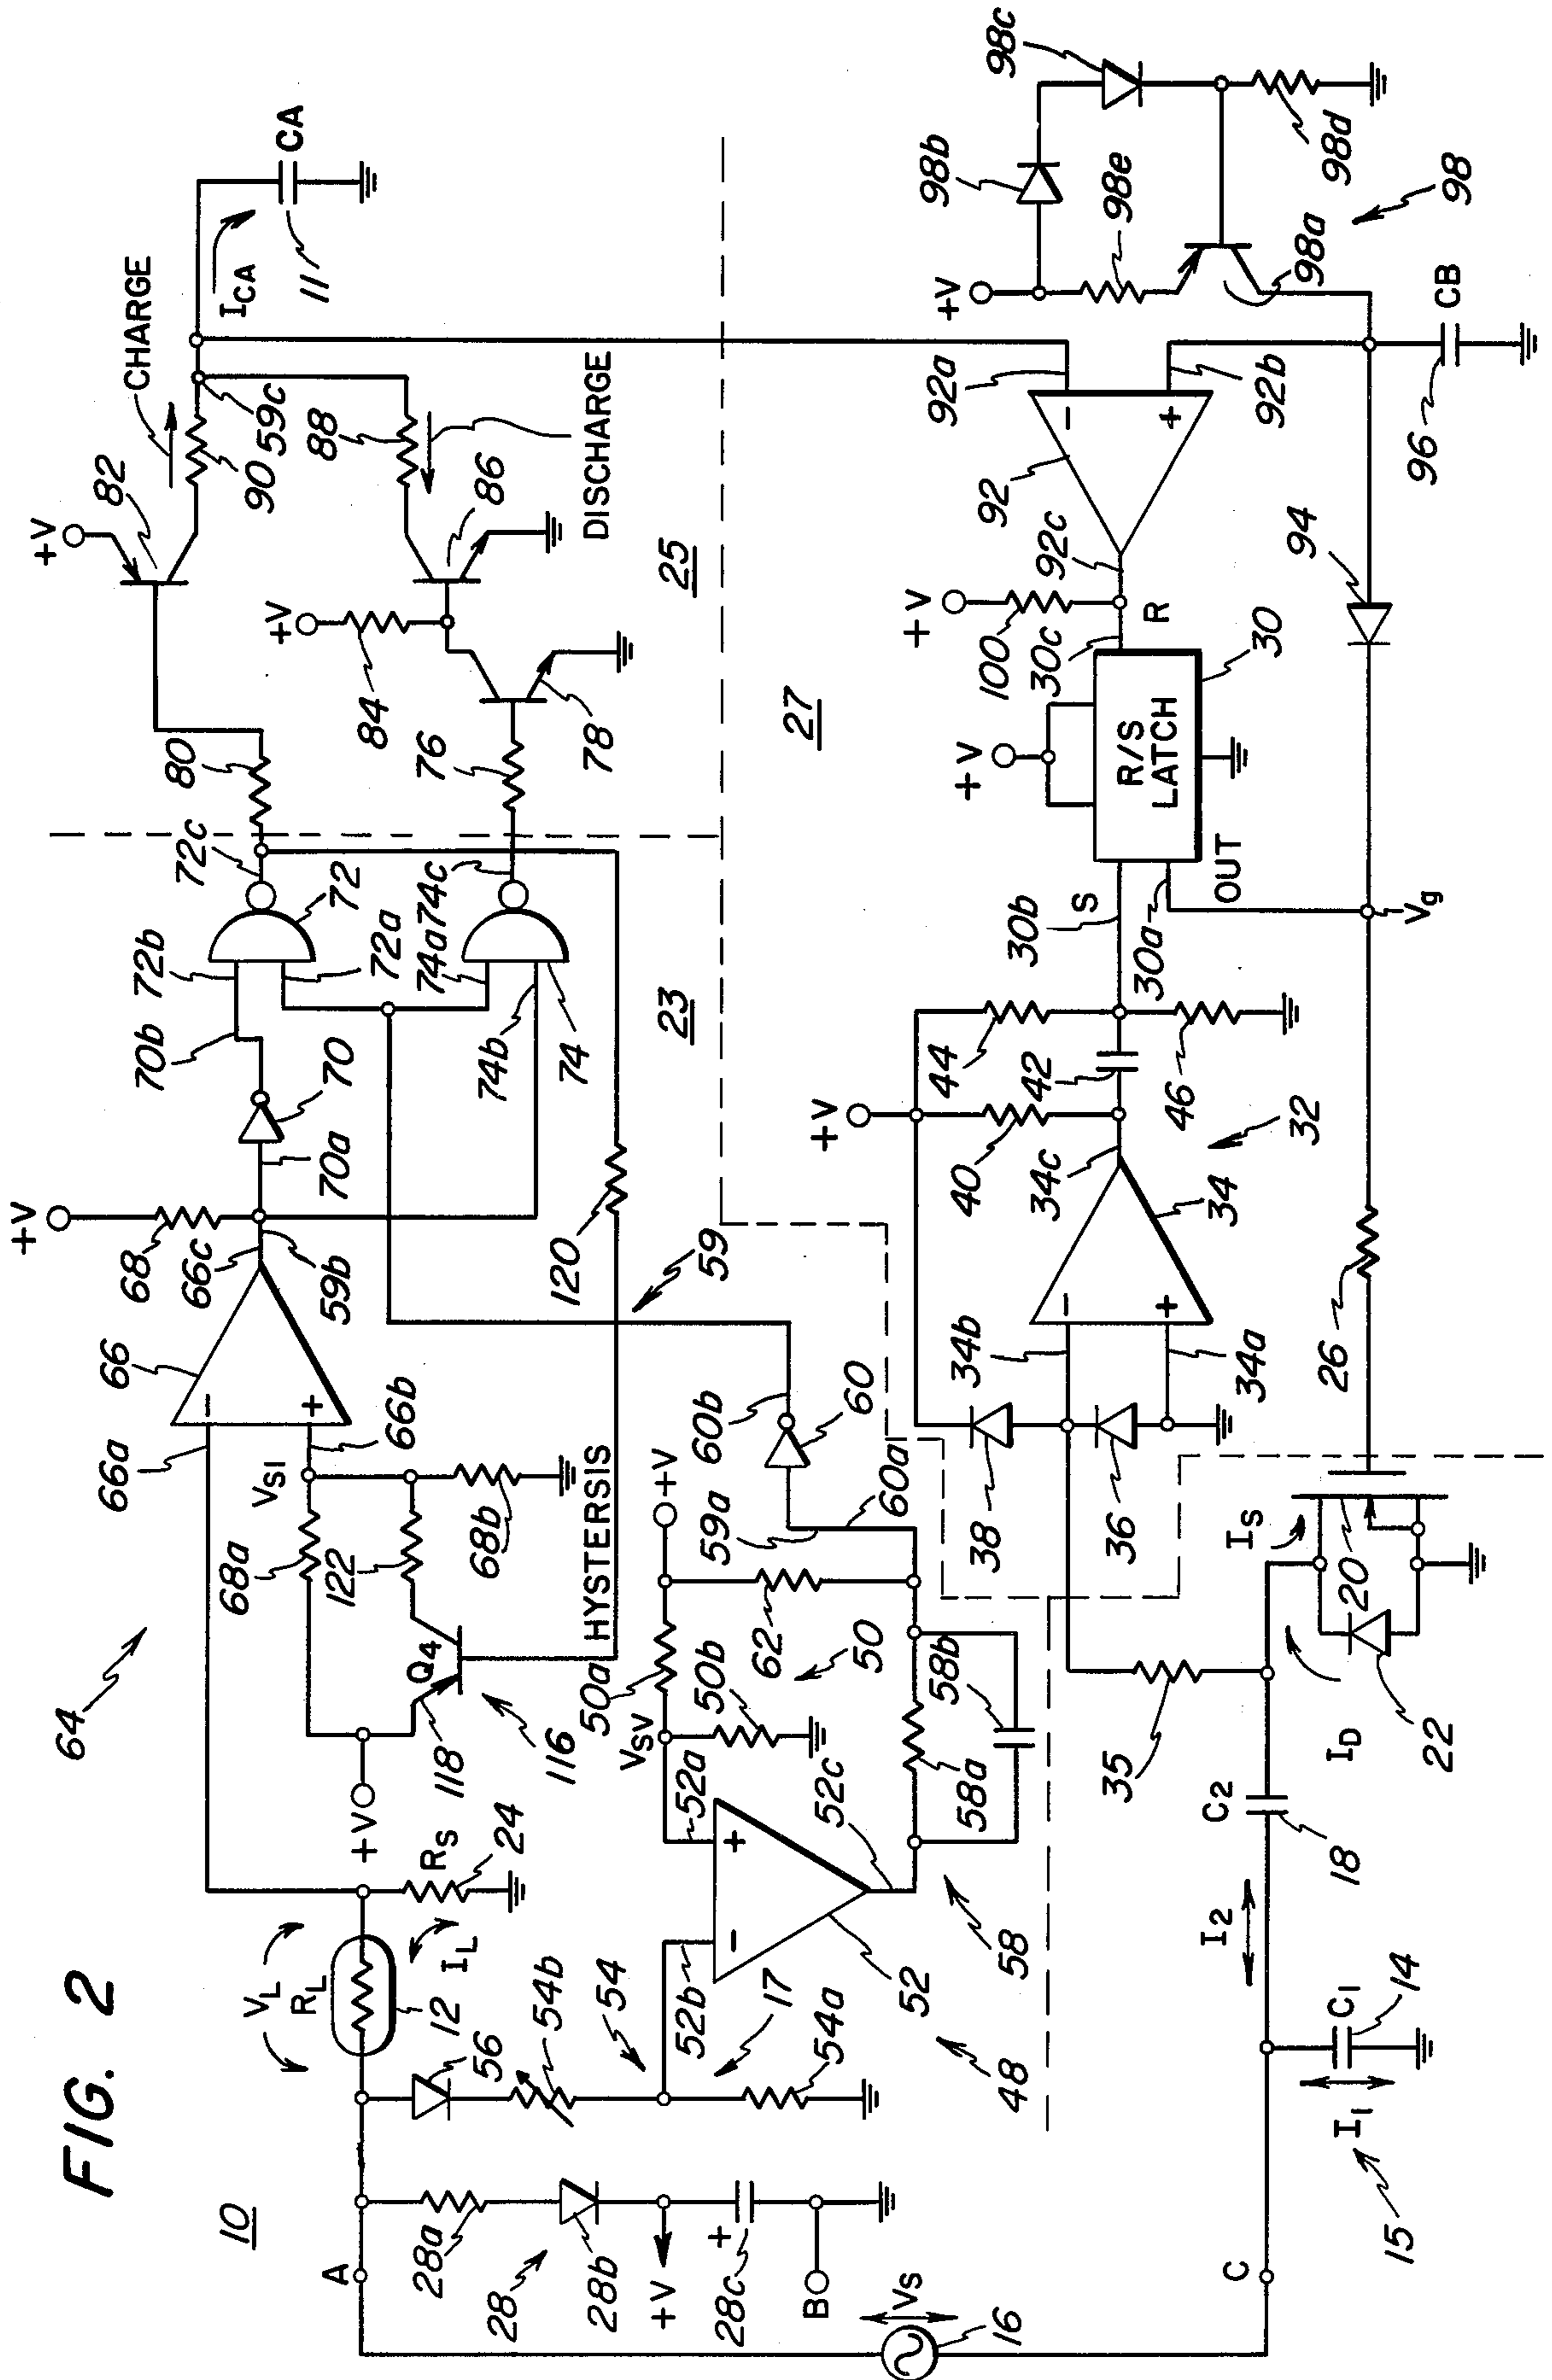 FIG. 2
10
64
+V
82
CHARGE
80
90
59c
ICA
CA
11
68
66
66a
66c
59b
70b
70
70a
72b
72c
72
72a
74a
74c
74b
74
76
+V
84
78
86
88
DISCHARGE
25
23
VSI
66b
68a
122
68b
Q4
118
116
HYSTERSIS
120
59
+V
VL
RL
12
IL
RS
24
A
28a
28
28b
+V
+
28c
B
VS
16
56
54b
54
52b
17
54a
48
52
52a
52c
VSV
50a
50b
50
+V
62
58
58a
58b
59a
60a
60
60b
+V
38
36
34b
34a
34
34c
40
42
44
46
32
30b
S
30a
OUT
R/S
LATCH
30
+V
30c
R
100
+V
92c
92
92a
92b
27
+V
98b
98c
98e
98a
98d
98
CB
96
94
Vg
26
IS
20
ID
22
35
C2
18
I2
C1
14
I1
15
C